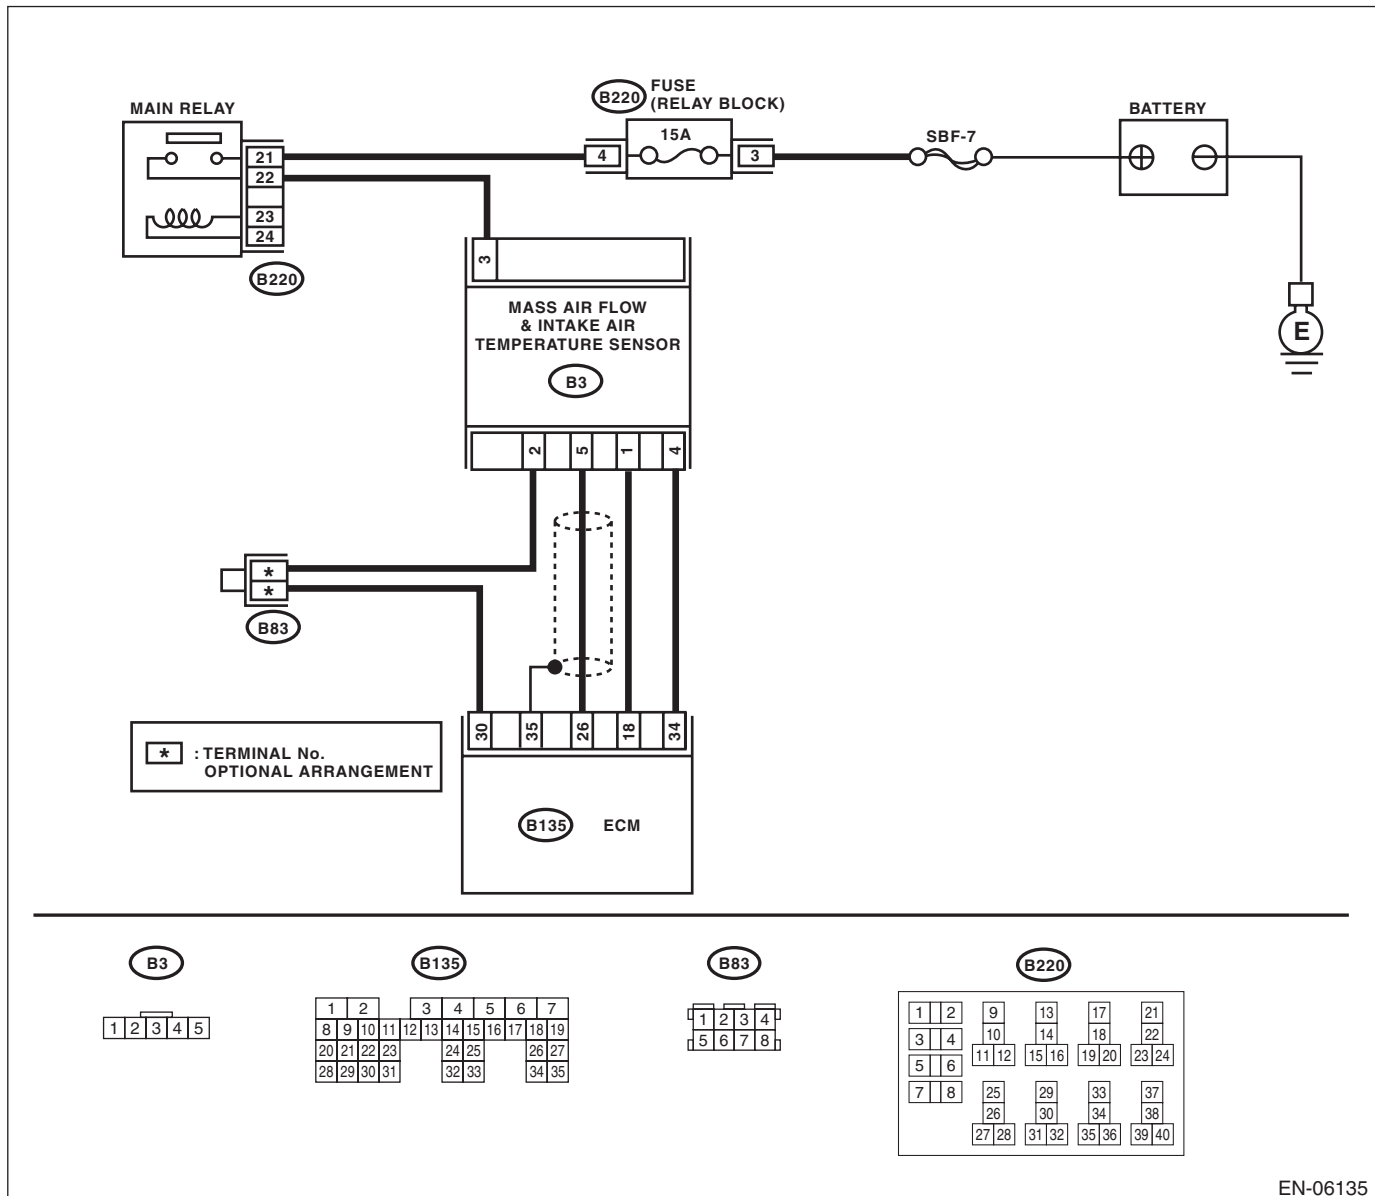 B220 FUSE
(RELAY BLOCK)
MAIN RELAY
BATTERY
15A
SBF-7
21
4
3
22
23
24
B220
3
MASS AIR FLOW
& INTAKE AIR
TEMPERATURE SENSOR
B3
E
2 5 1 4
*
*
B83
30 35 26 18 34
* : TERMINAL No.
OPTIONAL ARRANGEMENT
B135 ECM
B3
1 2 3 4 5
B135
1 2 3 4 5 6 7
8 9 10 11 12 13 14 15 16 17 18 19
20 21 22 23 24 25 26 27
28 29 30 31 32 33 34 35
B83
1 2 3 4
5 6 7 8
B220
1 2 9 13 17 21
3 4 10 14 18 22
11 12 15 16 19 20 23 24
5 6
7 8 25 29 33 37
26 30 34 38
27 28 31 32 35 36 39 40
EN-06135